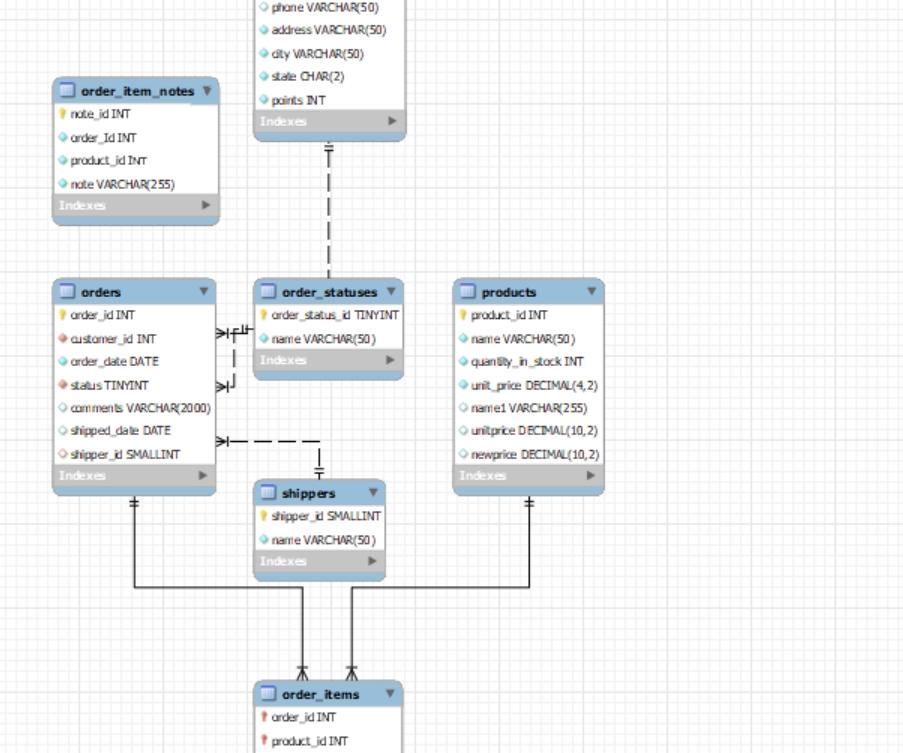 phone VARCHAR(50)
address VARCHAR(50)
city VARCHAR(50)
state CHAR(2)
points INT
Indexes
order_item_notes
note_id INT
order_Id INT
product_id INT
note VARCHAR(255)
Indexes
orders
order_id INT
customer_id INT
order_date DATE
status TINYINT
comments VARCHAR(2000)
shipped_date DATE
shipper_id SMALLINT
Indexes
order_statuses
order_status_id TINYINT
name VARCHAR(50)
Indexes
products
product_id INT
name VARCHAR(50)
quantity_in_stock INT
unit_price DECIMAL(4,2)
name1 VARCHAR(255)
unitprice DECIMAL(10,2)
newprice DECIMAL(10,2)
Indexes
shippers
shipper_id SMALLINT
name VARCHAR(50)
Indexes
order_items
order_id INT
product_id INT